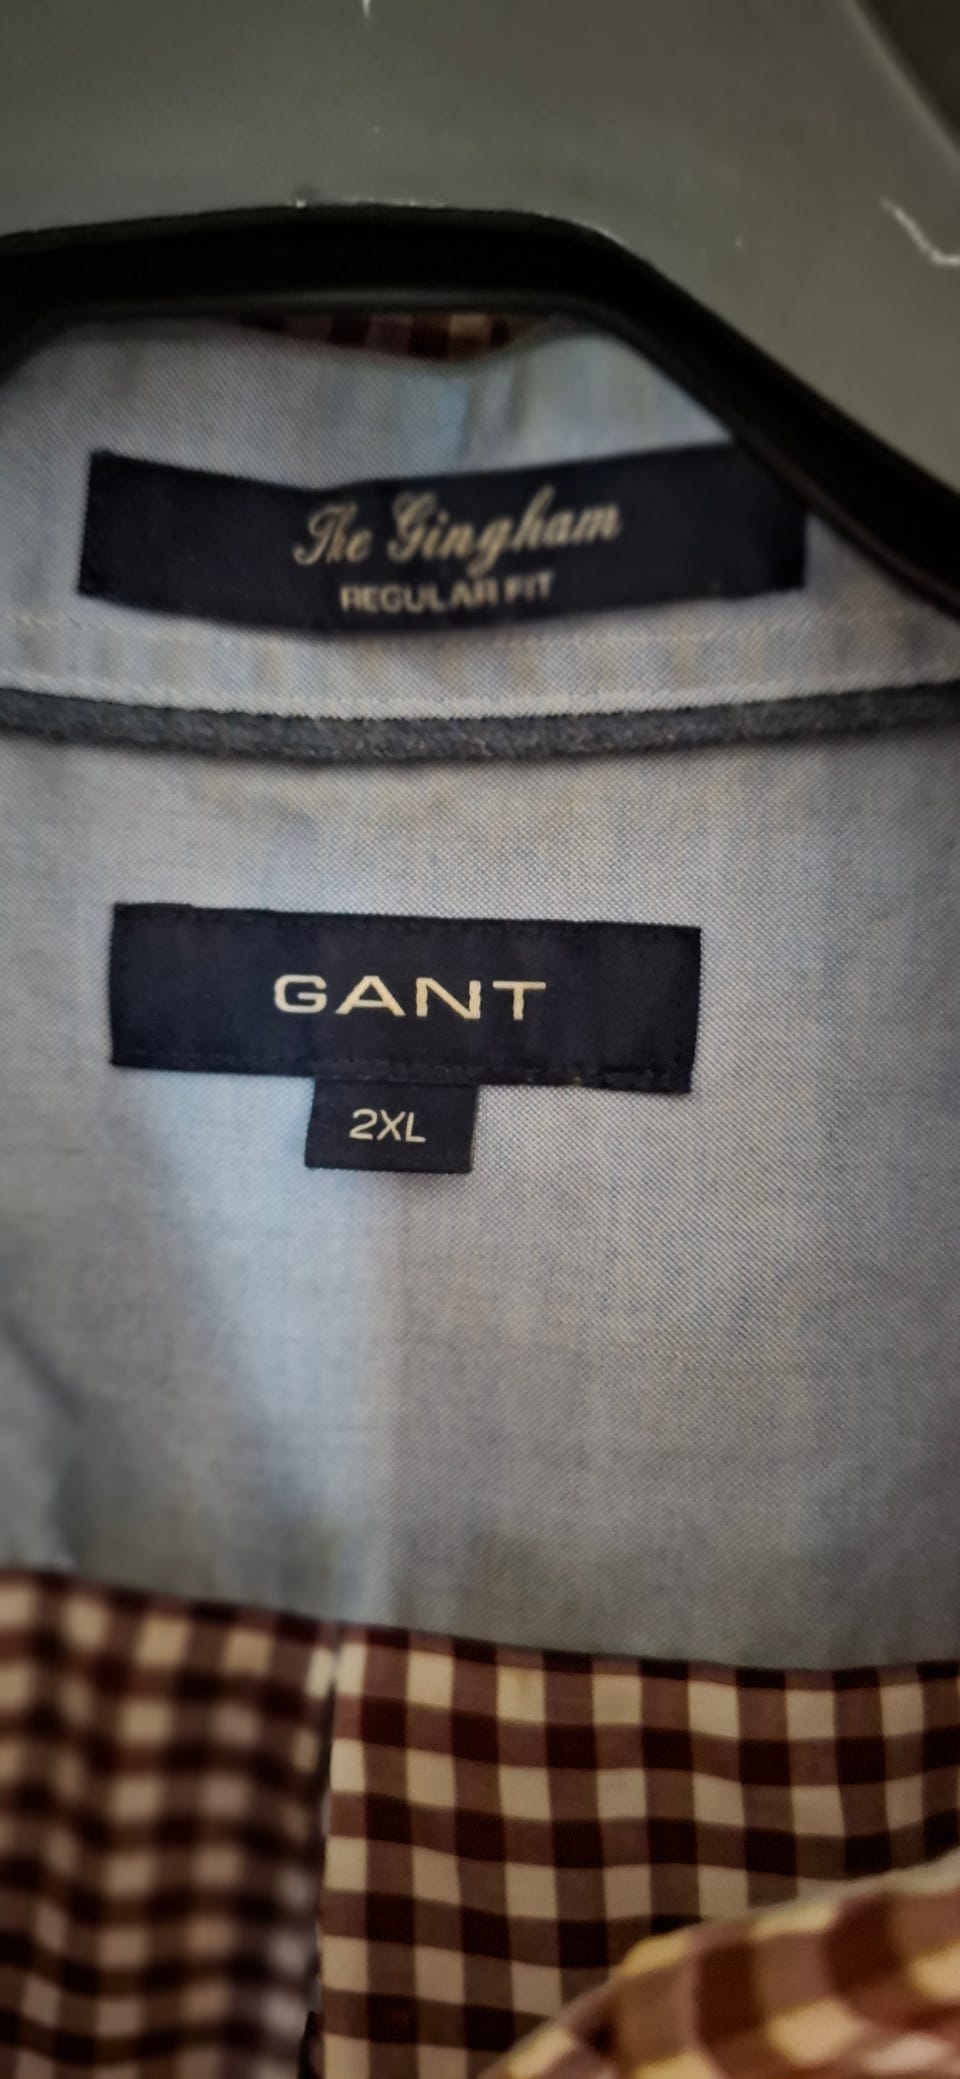 The Gingham
REGULAR FIT
GANT
2XL